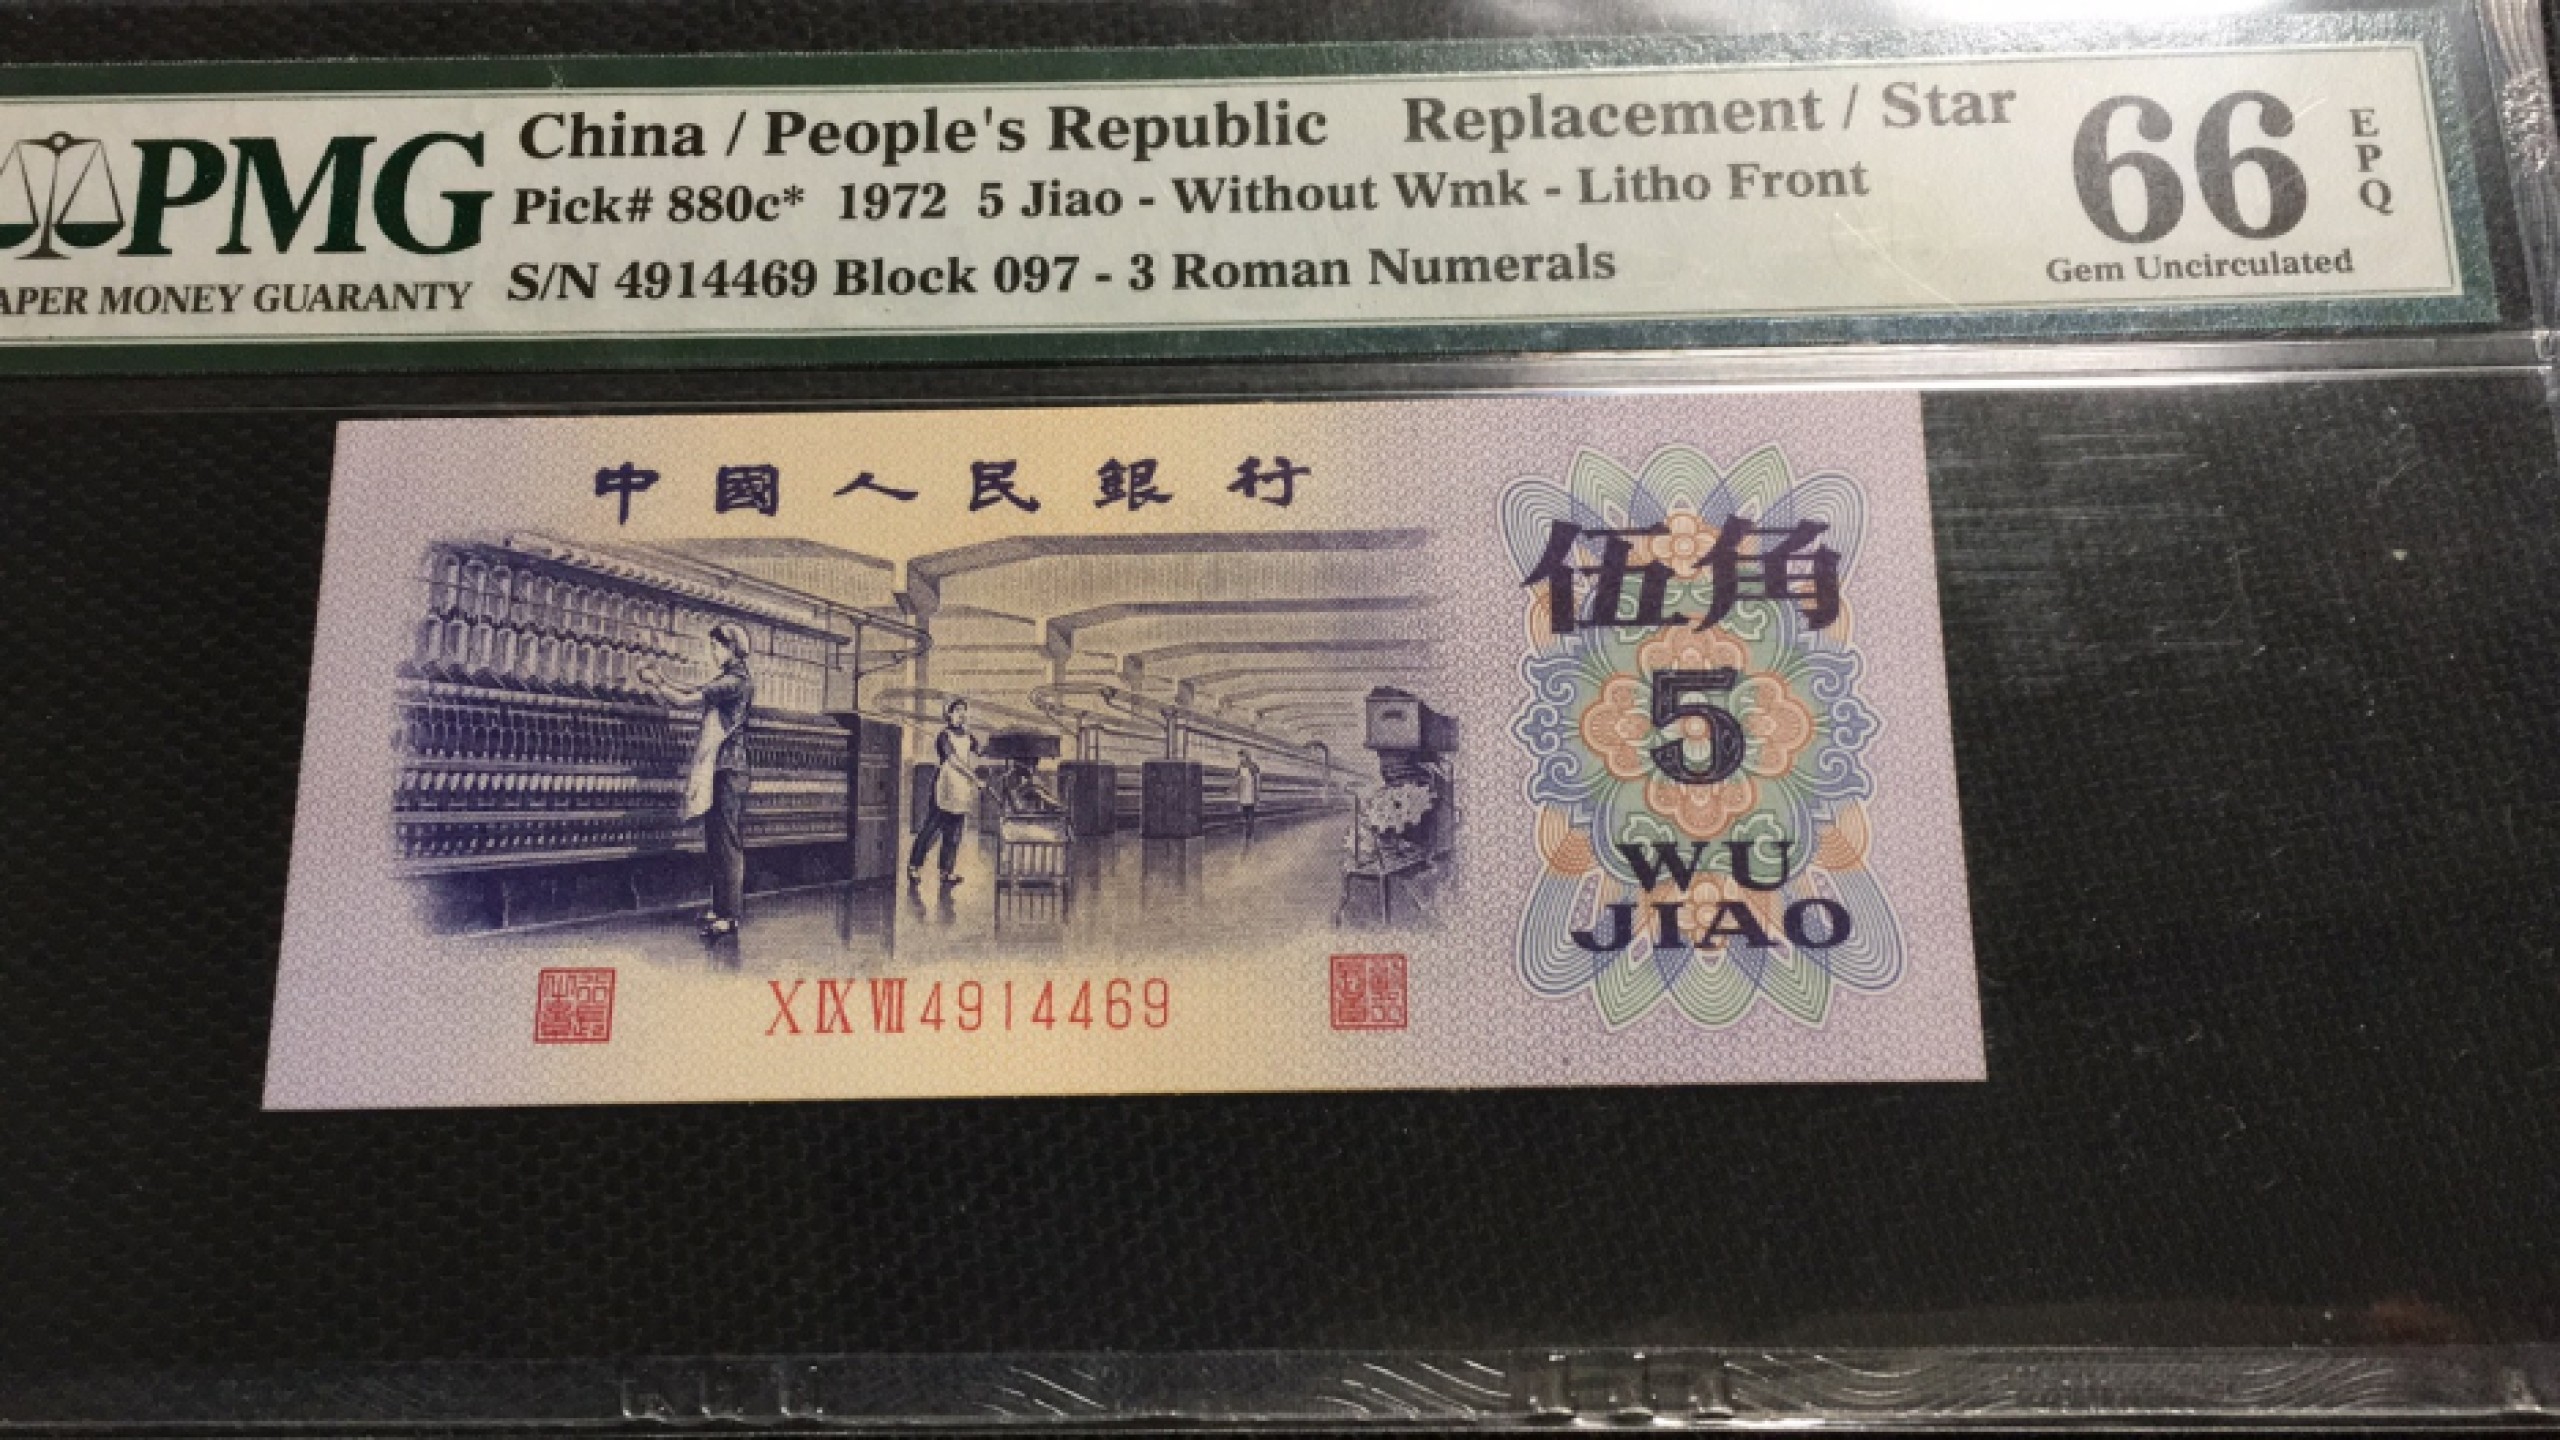 PMG
APER MONEY GUARANTY
China / People's Republic Replacement / Star
Pick# 880c* 1972 5 Jiao - Without Wmk - Litho Front
S/N 4914469 Block 097 - 3 Roman Numerals
66
EPQ
Gem Uncirculated
中國人民銀行
伍角
5
WU
JIAO
X IX VII 4914469